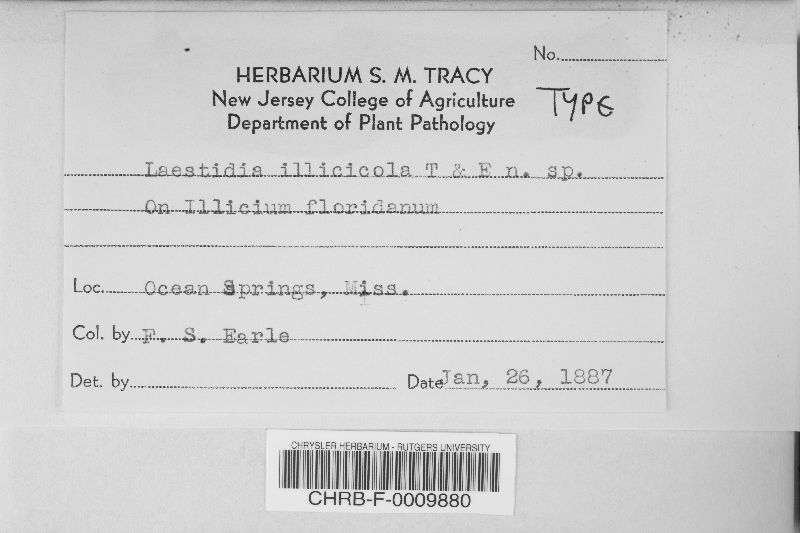 No.
HERBARIUM S. M. TRACY
New Jersey College of Agriculture
TYPE
Department of Plant Pathology
Laestidia illicicola T & E n. sp.
On Illicium floridanum
Loc. Ocean Springs, Miss.
Col. by F. S. Earle
Det. by
Date Jan, 26, 1887
CHRYSLER HERBARIUM - RUTGERS UNIVERSITY
CHRB-F-0009880